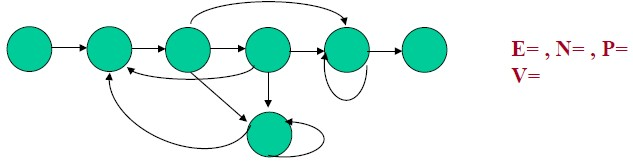 E= , N= , P=
V=